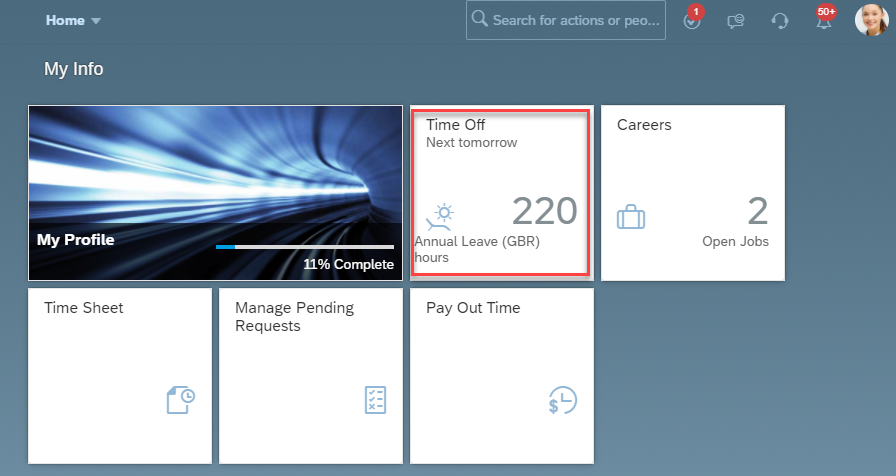 Home
Search for actions or peo...
1
50+
My Info
My Profile
11% Complete
Time Off
Next tomorrow
220
Annual Leave (GBR)
hours
Careers
2
Open Jobs
Time Sheet
Manage Pending
Requests
Pay Out Time
$